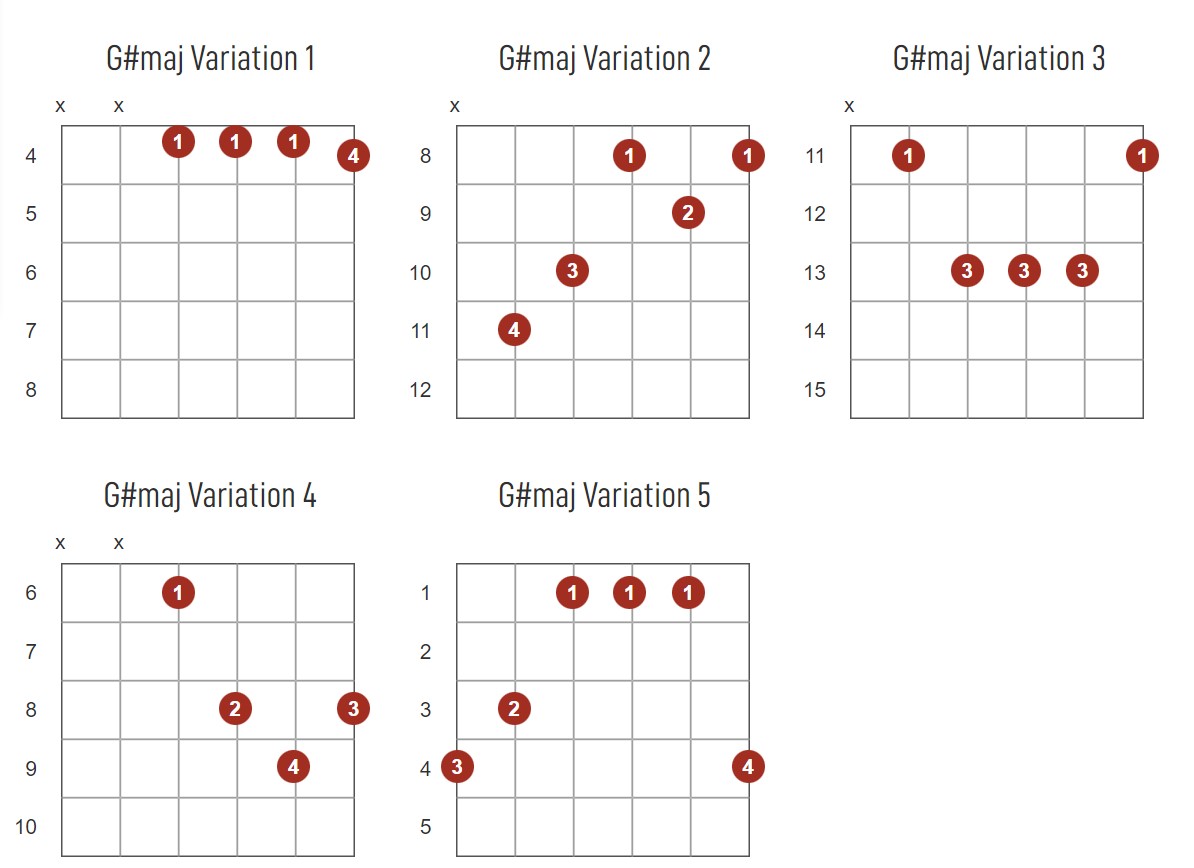 G#maj Variation 1 G#maj Variation 2 G#maj Variation 3
x x x x
4 1 1 1 4 8 1 1 11 1 1
5 9 2 12
6 10 3 13 3 3 3
7 11 4 14
8 12 15
G#maj Variation 4 G#maj Variation 5
x x
6 1 1 1 1 1
7 2
8 2 3 3 2
9 4 4 3 4
10 5